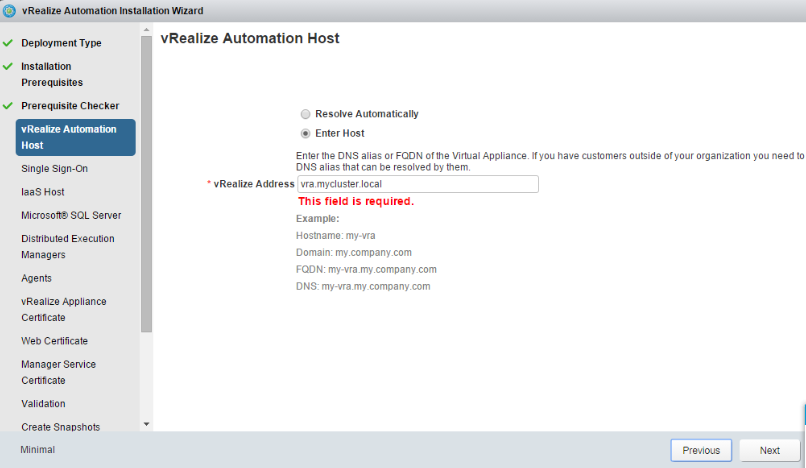 vRealize Automation Installation Wizard
Deployment Type
Installation
Prerequisites
Prerequisite Checker
vRealize Automation
Host
Single Sign-On
IaaS Host
Microsoft® SQL Server
Distributed Execution
Managers
Agents
vRealize Appliance
Certificate
Web Certificate
Manager Service
Certificate
Validation
Create Snapshots
vRealize Automation Host
Resolve Automatically
Enter Host
Enter the DNS alias or FQDN of the Virtual Appliance. If you have customers outside of your organization you need to
DNS alias that can be resolved by them.
* vRealize Address vra.mycluster.local
This field is required.
Example:
Hostname: my-vra
Domain: my.company.com
FQDN: my-vra.my.company.com
DNS: my-vra.my.company.com
Minimal
Previous Next